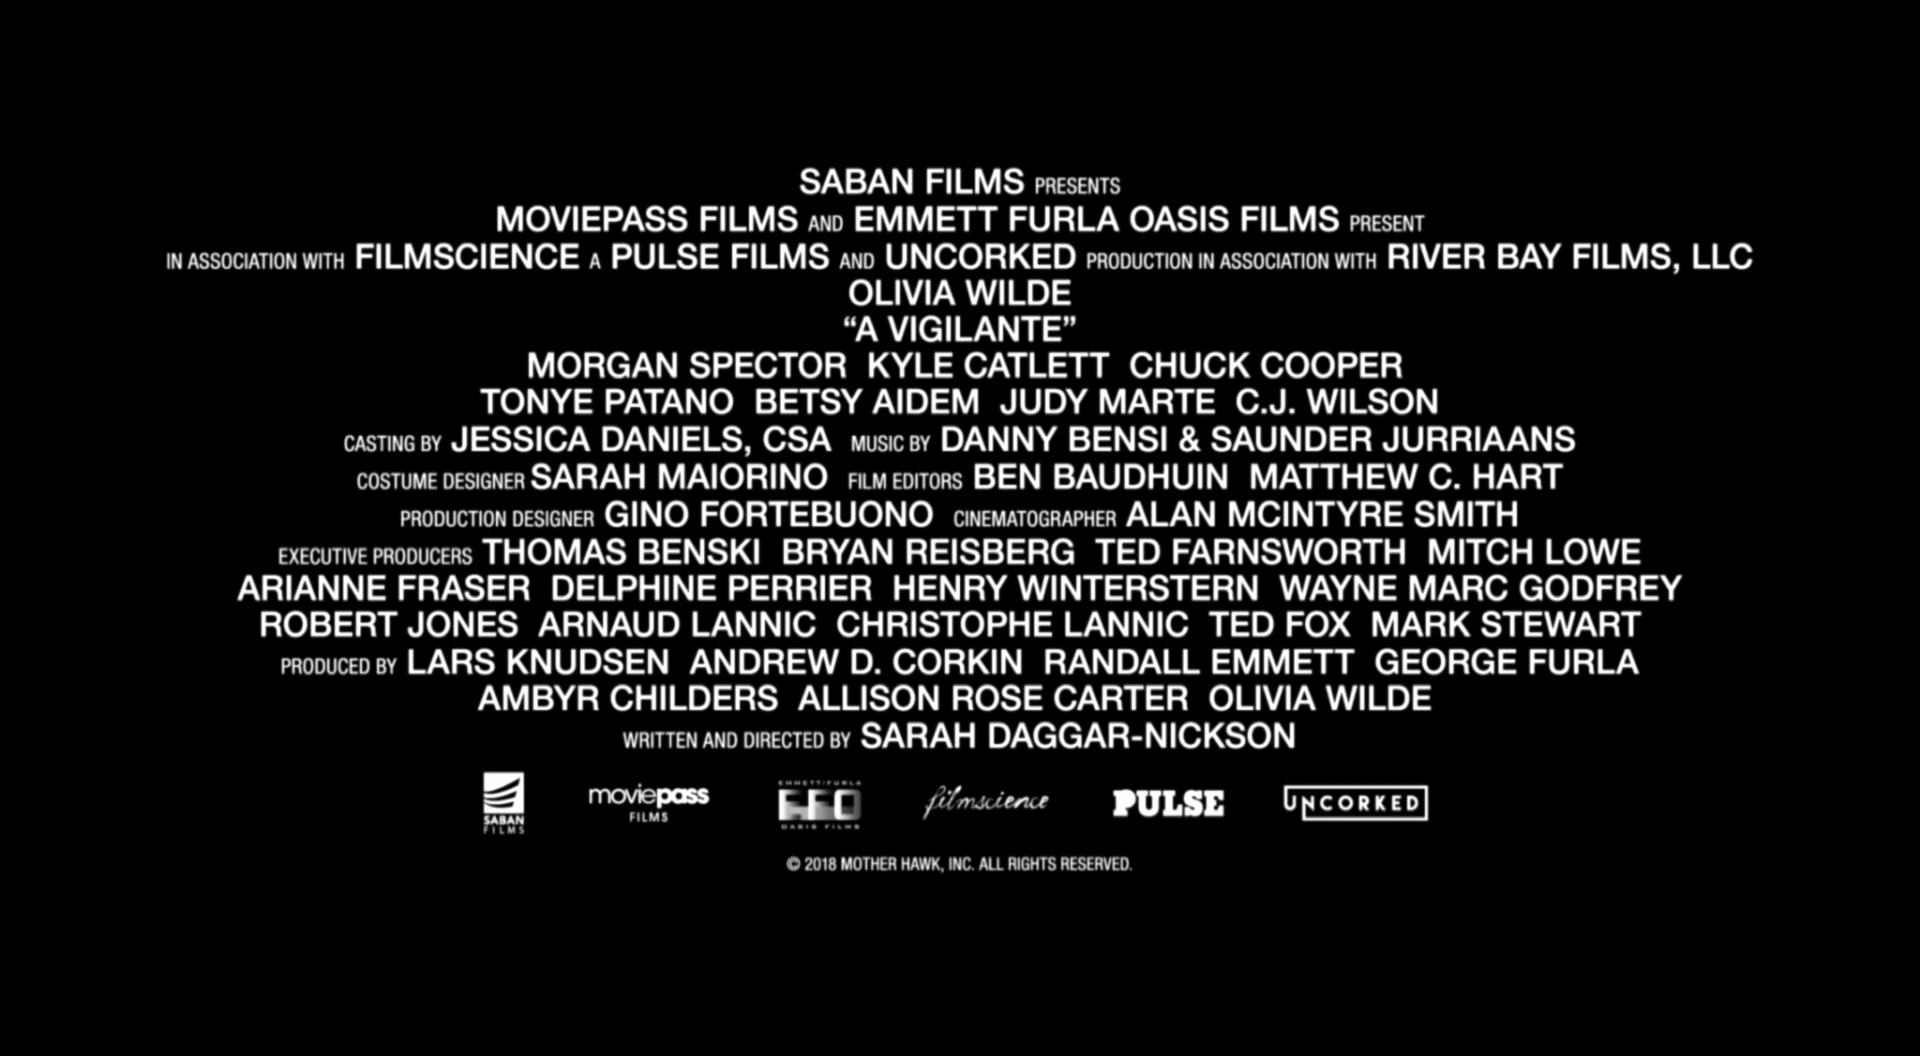 SABAN FILMS PRESENTS
MOVIEPASS FILMS AND EMMETT FURLA OASIS FILMS PRESENT
IN ASSOCIATION WITH FILMSCIENCE A PULSE FILMS AND UNCORKED PRODUCTION IN ASSOCIATION WITH RIVER BAY FILMS, LLC
OLIVIA WILDE
“A VIGILANTE”
MORGAN SPECTOR KYLE CATLETT CHUCK COOPER
TONYE PATANO BETSY AIDEM JUDY MARTE C.J. WILSON
CASTING BY JESSICA DANIELS, CSA MUSIC BY DANNY BENSI & SAUNDER JURRIAANS
COSTUME DESIGNER SARAH MAIORINO FILM EDITORS BEN BAUDHUIN MATTHEW C. HART
PRODUCTION DESIGNER GINO FORTEBUONO CINEMATOGRAPHER ALAN MCINTYRE SMITH
EXECUTIVE PRODUCERS THOMAS BENSKI BRYAN REISBERG TED FARNSWORTH MITCH LOWE
ARIANNE FRASER DELPHINE PERRIER HENRY WINTERSTERN WAYNE MARC GODFREY
ROBERT JONES ARNAUD LANNIC CHRISTOPHE LANNIC TED FOX MARK STEWART
PRODUCED BY LARS KNUDSEN ANDREW D. CORKIN RANDALL EMMETT GEORGE FURLA
AMBYR CHILDERS ALLISON ROSE CARTER OLIVIA WILDE
WRITTEN AND DIRECTED BY SARAH DAGGAR-NICKSON
SABAN
FILMS
moviepass
FILMS
EMMETT/FURLA
EFO
OASIS FILMS
filmscience
PULSE
UNCORKED
© 2018 MOTHER HAWK, INC. ALL RIGHTS RESERVED.